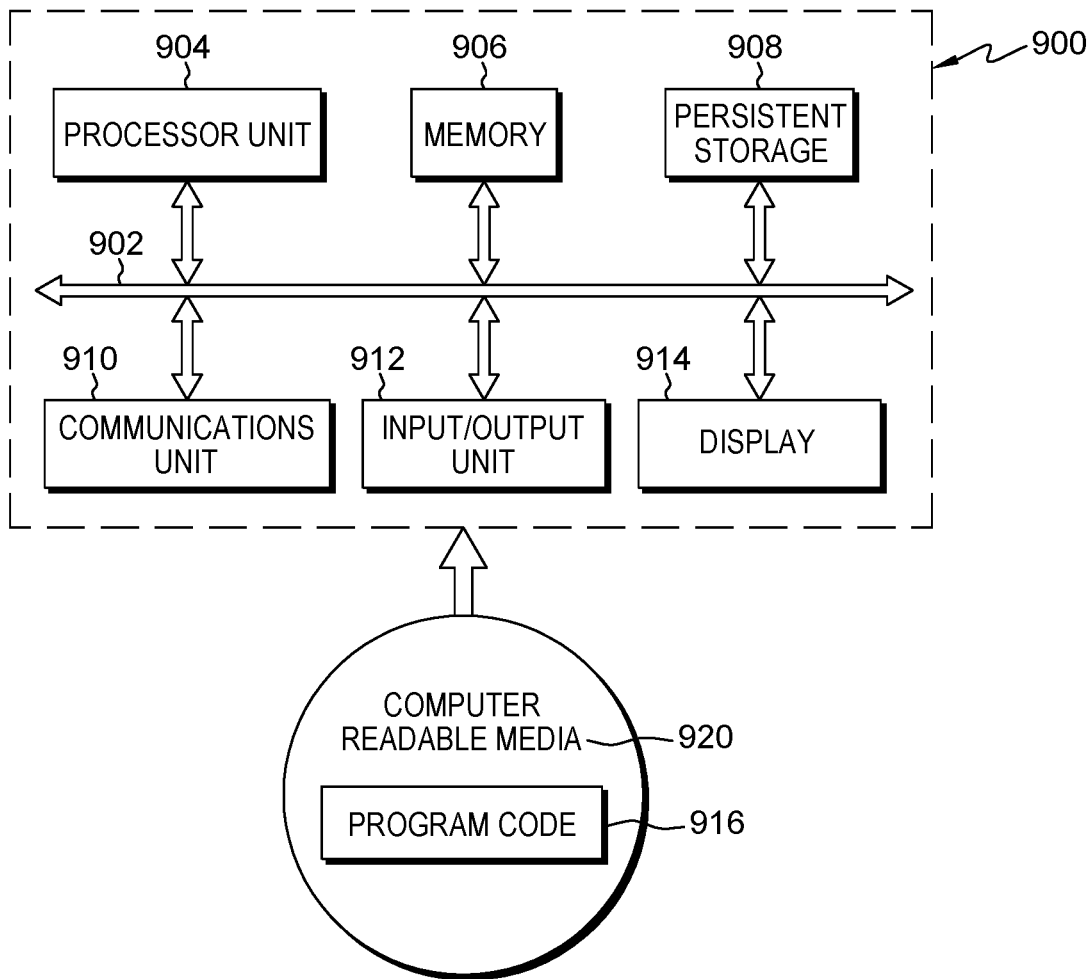 900
904
906
908
PROCESSOR UNIT
MEMORY
PERSISTENT
STORAGE
902
910
912
914
COMMUNICATIONS
UNIT
INPUT/OUTPUT
UNIT
DISPLAY
COMPUTER
READABLE MEDIA
920
PROGRAM CODE
916